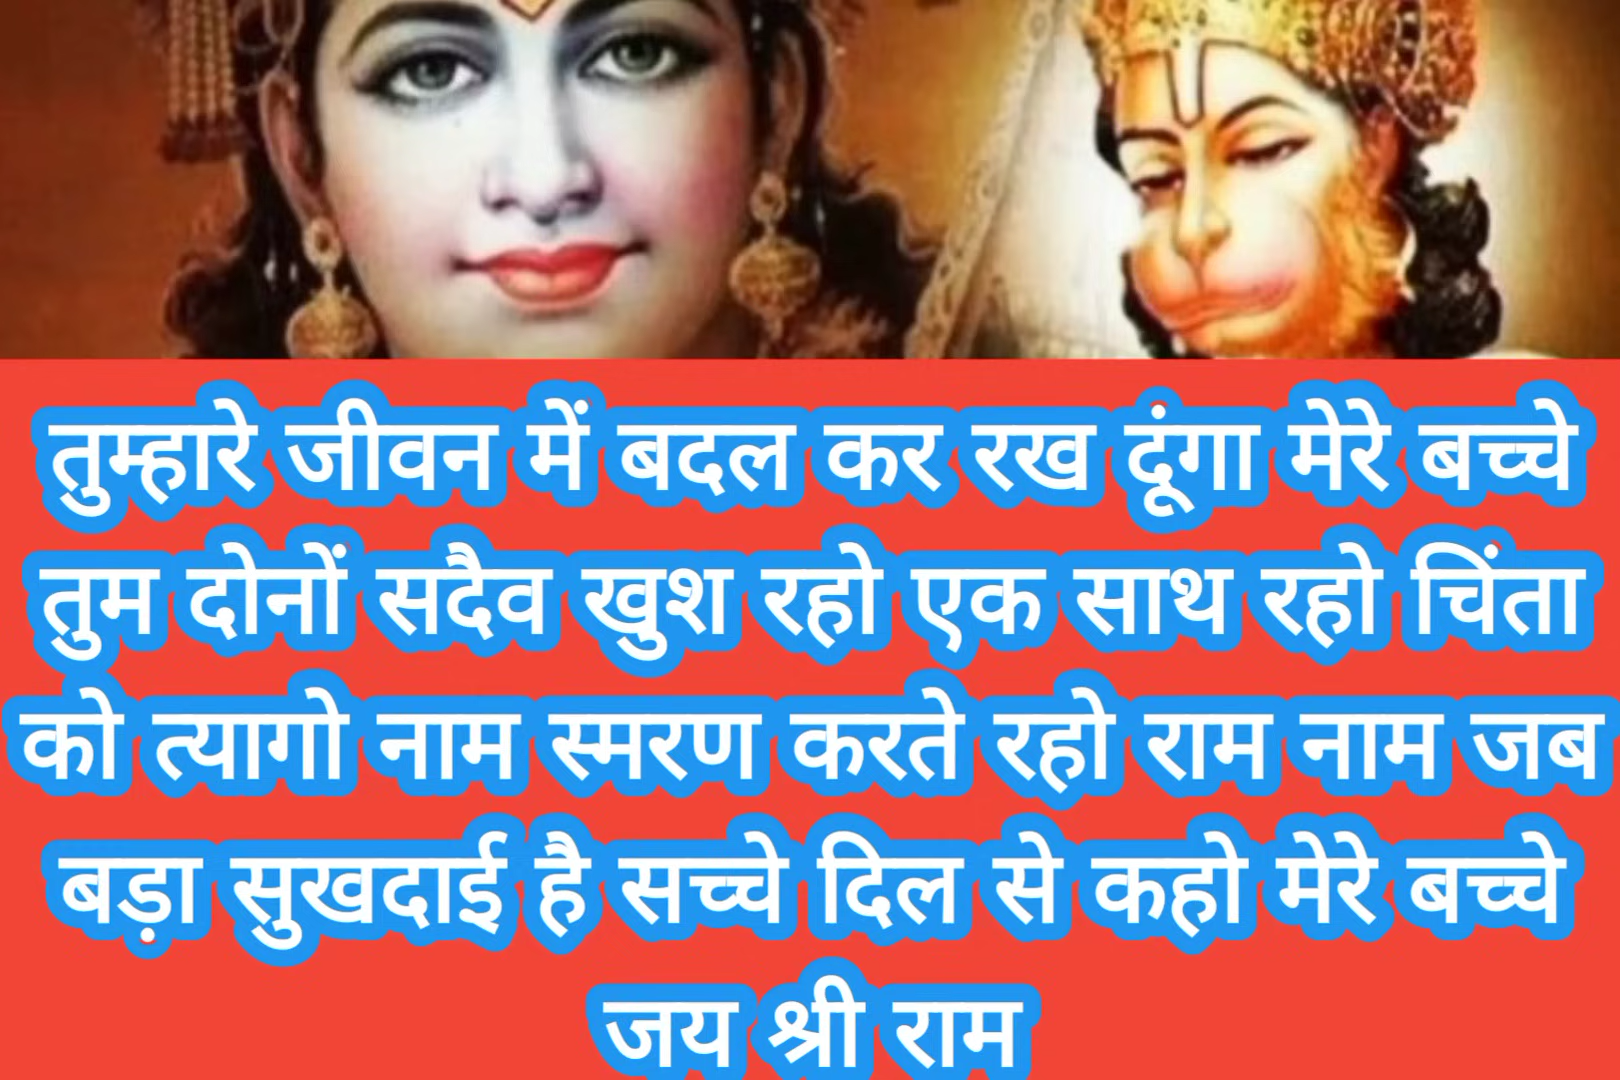 तुम्हारे जीवन में बदल कर रख दूंगा मेरे बच्चे
तुम दोनों सदैव खुश रहो एक साथ रहो चिंता
को त्यागो नाम स्मरण करते रहो राम नाम जब
बड़ा सुखदाई है सच्चे दिल से कहो मेरे बच्चे
जय श्री राम